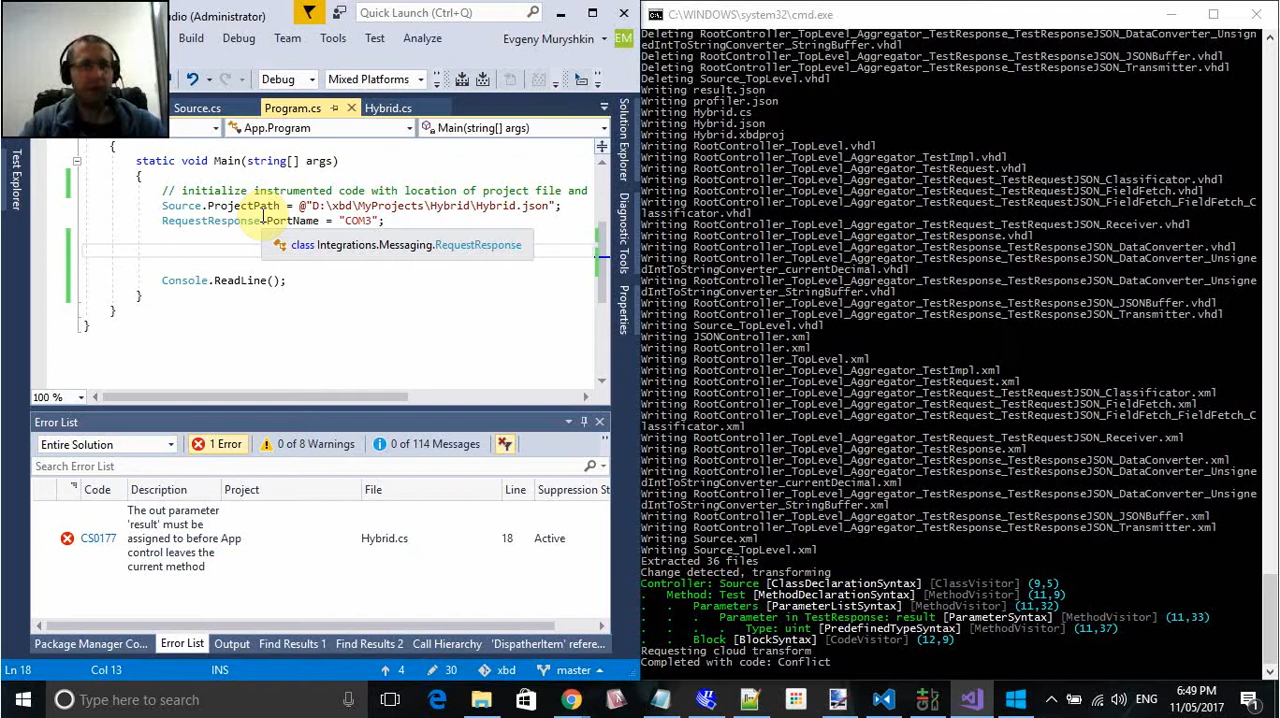 udio (Administrator)
Quick Launch (Ctrl+Q)
Build Debug Team Tools Test Analyze
Evgeny Muryshkin EM
Debug Mixed Platforms
Source.cs Program.cs Hybrid.cs
App.Program Main(string[] args)
{
static void Main(string[] args)
{
// initialize instrumented code with location of project file and
Source.ProjectPath = @"D:\xbd\MyProjects\Hybrid\Hybrid.json";
RequestResponse.PortName = "COM3";
class Integrations.Messaging.RequestResponse
Console.ReadLine();
}
}
}
100 %
Test Explorer
Solution Explorer
Diagnostic Tools
Properties
Error List
Entire Solution 1 Error 0 of 8 Warnings 0 of 114 Messages
Search Error List
Code Description Project File Line Suppression St
CS0177 The out parameter 'result' must be assigned to before control leaves the current method App Hybrid.cs 18 Active
Package Manager Co... Error List Output Find Results 1 Find Results 2 Call Hierarchy 'DispatherItem' refere...
Ln 18 Col 13 INS 4 30 xbd master
C:\WINDOWS\system32\cmd.exe
Deleting RootController_TopLevel_Aggregator_TestResponse_TestResponseJSON_DataConverter_Unsign
edIntToStringConverter_StringBuffer.vhdl
Deleting RootController_TopLevel_Aggregator_TestResponse_TestResponseJSON_JSONBuffer.vhdl
Deleting RootController_TopLevel_Aggregator_TestResponse_TestResponseJSON_Transmitter.vhdl
Deleting Source_TopLevel.vhdl
Writing result.json
Writing profiler.json
Writing Hybrid.cs
Writing Hybrid.json
Writing Hybrid.xbdproj
Writing RootController_TopLevel.vhdl
Writing RootController_TopLevel_Aggregator_TestImpl.vhdl
Writing RootController_TopLevel_Aggregator_TestRequest.vhdl
Writing RootController_TopLevel_Aggregator_TestRequest_TestRequestJSON_Classificator.vhdl
Writing RootController_TopLevel_Aggregator_TestRequest_TestRequestJSON_FieldFetch.vhdl
Writing RootController_TopLevel_Aggregator_TestRequest_TestRequestJSON_FieldFetch_FieldFetch_C
lassificator.vhdl
Writing RootController_TopLevel_Aggregator_TestRequest_TestRequestJSON_Receiver.vhdl
Writing RootController_TopLevel_Aggregator_TestResponse.vhdl
Writing RootController_TopLevel_Aggregator_TestResponse_TestResponseJSON_DataConverter_Unsigne
dIntToStringConverter_currentDecimal.vhdl
Writing RootController_TopLevel_Aggregator_TestResponse_TestResponseJSON_DataConverter_Unsigne
dIntToStringConverter_StringBuffer.vhdl
Writing RootController_TopLevel_Aggregator_TestResponse_TestResponseJSON_JSONBuffer.vhdl
Writing RootController_TopLevel_Aggregator_TestResponse_TestResponseJSON_Transmitter.vhdl
Writing Source_TopLevel.vhdl
Writing JSONController.xml
Writing RootController.xml
Writing RootController_TopLevel.xml
Writing RootController_TopLevel_Aggregator_TestImpl.xml
Writing RootController_TopLevel_Aggregator_TestRequest.xml
Writing RootController_TopLevel_Aggregator_TestRequest_TestRequestJSON_Classificator.xml
Writing RootController_TopLevel_Aggregator_TestRequest_TestRequestJSON_FieldFetch.xml
Writing RootController_TopLevel_Aggregator_TestRequest_TestRequestJSON_FieldFetch_FieldFetch_C
lassificator.xml
Writing RootController_TopLevel_Aggregator_TestRequest_TestRequestJSON_Receiver.xml
Writing RootController_TopLevel_Aggregator_TestResponse.xml
Writing RootController_TopLevel_Aggregator_TestResponse_TestResponseJSON_DataConverter.xml
Writing RootController_TopLevel_Aggregator_TestResponse_TestResponseJSON_DataConverter_Unsigne
dIntToStringConverter_currentDecimal.xml
Writing RootController_TopLevel_Aggregator_TestResponse_TestResponseJSON_DataConverter_Unsigne
dIntToStringConverter_StringBuffer.xml
Writing RootController_TopLevel_Aggregator_TestResponse_TestResponseJSON_JSONBuffer.xml
Writing RootController_TopLevel_Aggregator_TestResponse_TestResponseJSON_Transmitter.xml
Writing Source.xml
Writing Source_TopLevel.xml
Extracted 36 files
Change detected, transforming
Controller: Source [ClassDeclarationSyntax] [ClassVisitor] (9,5)
. Method: Test [MethodDeclarationSyntax] [MethodVisitor] (11,9)
. . Parameters [ParameterListSyntax] [MethodVisitor] (11,32)
. . . Parameter in TestResponse: result [ParameterSyntax] [MethodVisitor] (11,33)
. . . . Type: uint [PredefinedTypeSyntax] [MethodVisitor] (11,37)
. . Block [BlockSyntax] [CodeVisitor] (12,9)
Requesting cloud transform
Completed with code: Conflict
Type here to search
ENG
6:49 PM
11/05/2017
1